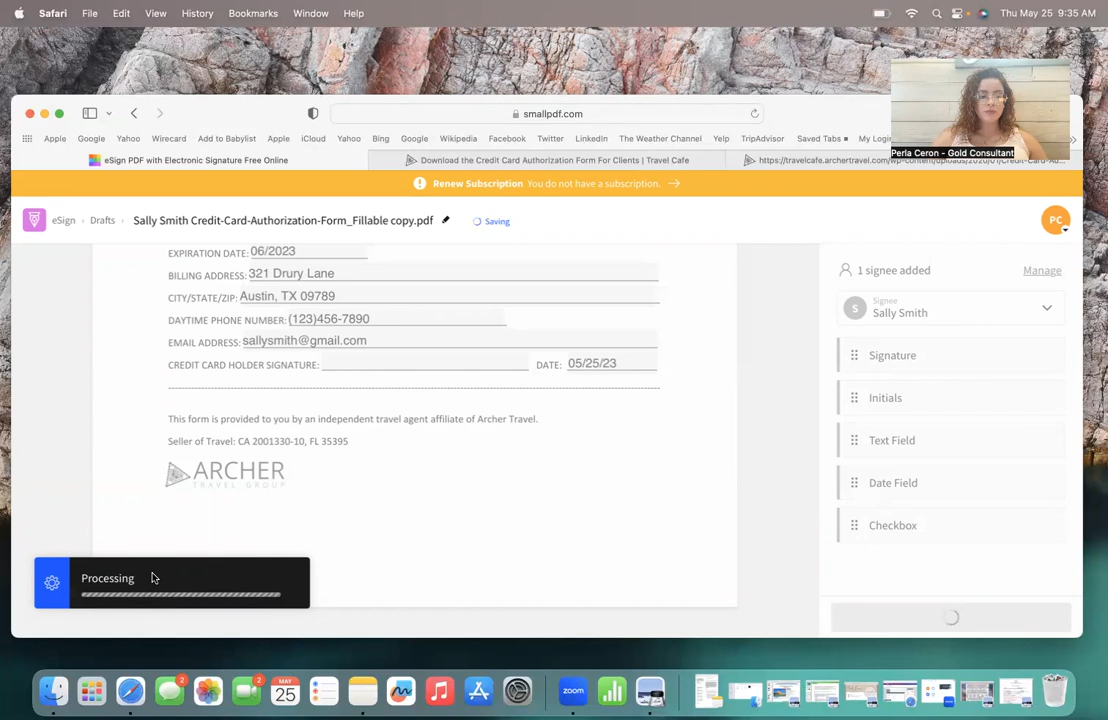 Safari File Edit View History Bookmarks Window Help Thu May 25 9:35 AM
smallpdf.com
Apple Google Yahoo Wirecard Add to Babylist Apple iCloud Yahoo Bing Google Wikipedia Facebook Twitter LinkedIn The Weather Channel Yelp TripAdvisor Saved Tabs My Logi
Perla Ceron - Gold Consultant
eSign PDF with Electronic Signature Free Online Download the Credit Card Authorization Form For Clients | Travel Cafe
Renew Subscription You do not have a subscription. →
eSign › Drafts › Sally Smith Credit-Card-Authorization-Form_Fillable copy.pdf Saving PC
EXPIRATION DATE: 06/2023
BILLING ADDRESS: 321 Drury Lane
CITY/STATE/ZIP: Austin, TX 09789
DAYTIME PHONE NUMBER: (123)456-7890
EMAIL ADDRESS: sallysmith@gmail.com
CREDIT CARD HOLDER SIGNATURE: DATE: 05/25/23
This form is provided to you by an independent travel agent affiliate of Archer Travel.
Seller of Travel: CA 2001330-10, FL 35395
ARCHER
TRAVEL GROUP
1 signee added Manage
S Signee
Sally Smith
Signature
Initials
Text Field
Date Field
Checkbox
Processing
2 2 MAY
25 zoom